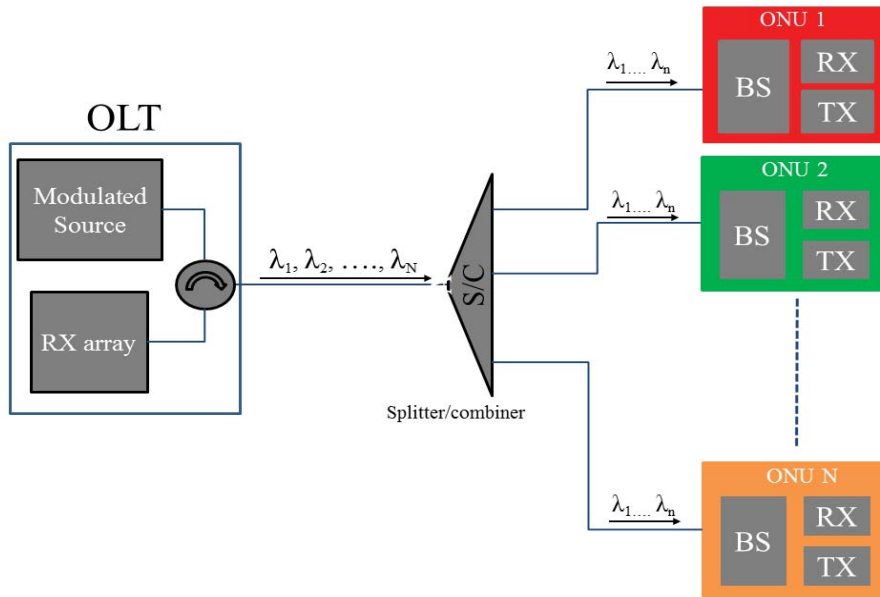 OLT
Modulated
Source
RX array
λ₁, λ₂, …., λ_N
S/C
Splitter/combiner
λ₁…. λₙ
ONU 1
BS
RX
TX
λ₁…. λₙ
ONU 2
BS
RX
TX
λ₁…. λₙ
ONU N
BS
RX
TX